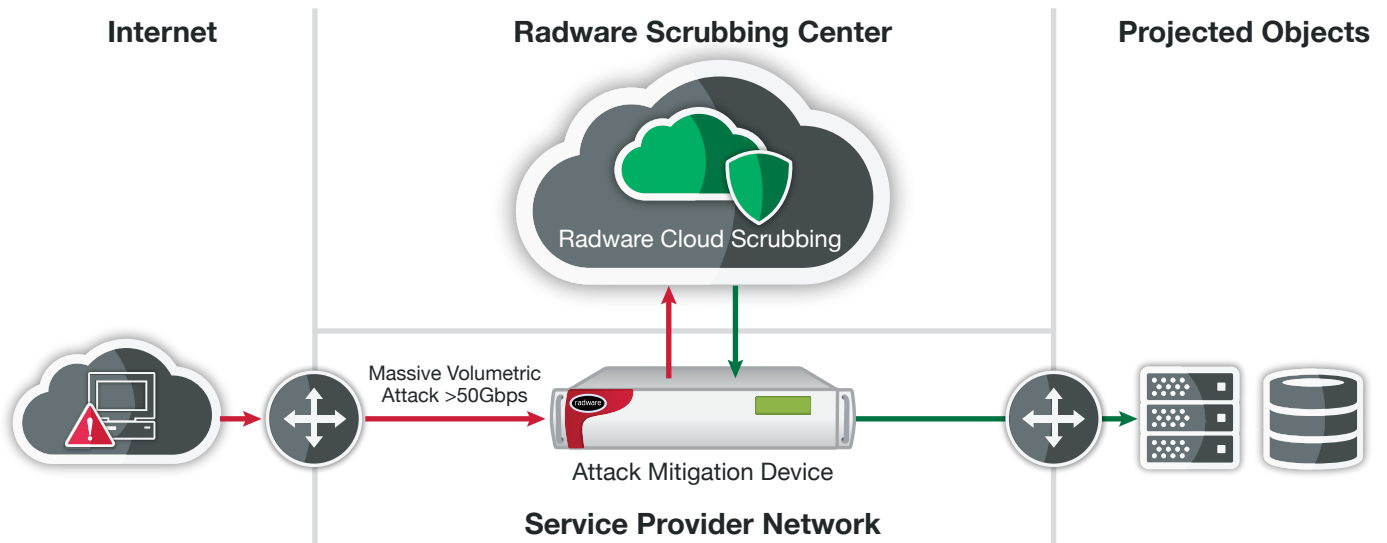 Internet
Radware Scrubbing Center
Projected Objects
Radware Cloud Scrubbing
Massive Volumetric
Attack >50Gbps
radware
Attack Mitigation Device
Service Provider Network